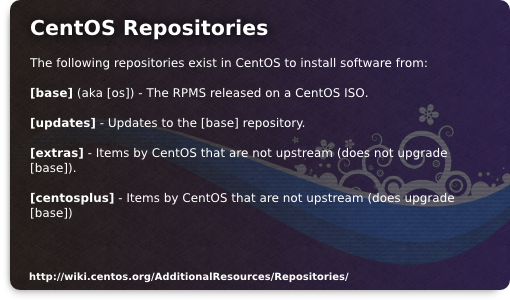 CentOS Repositories
The following repositories exist in CentOS to install software from:
[base] (aka [os]) - The RPMS released on a CentOS ISO.
[updates] - Updates to the [base] repository.
[extras] - Items by CentOS that are not upstream (does not upgrade
[base]).
[centosplus] - Items by CentOS that are not upstream (does upgrade
[base])
http://wiki.centos.org/AdditionalResources/Repositories/